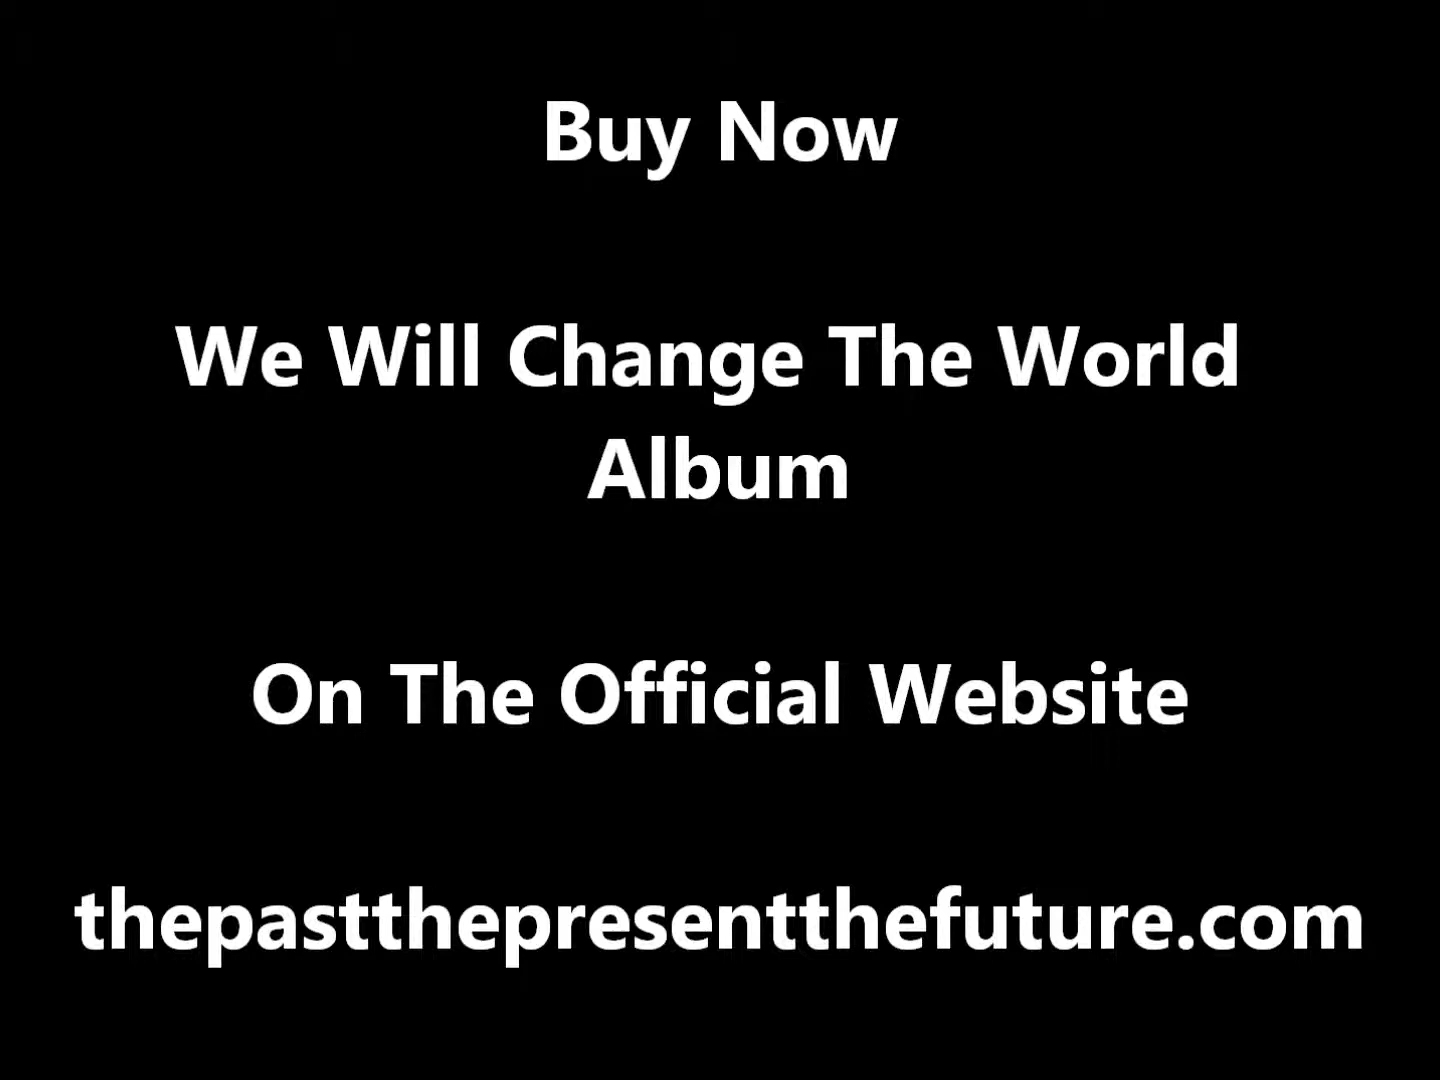 Buy Now
We Will Change The World
Album
On The Official Website
thepastthepresentthefuture.com